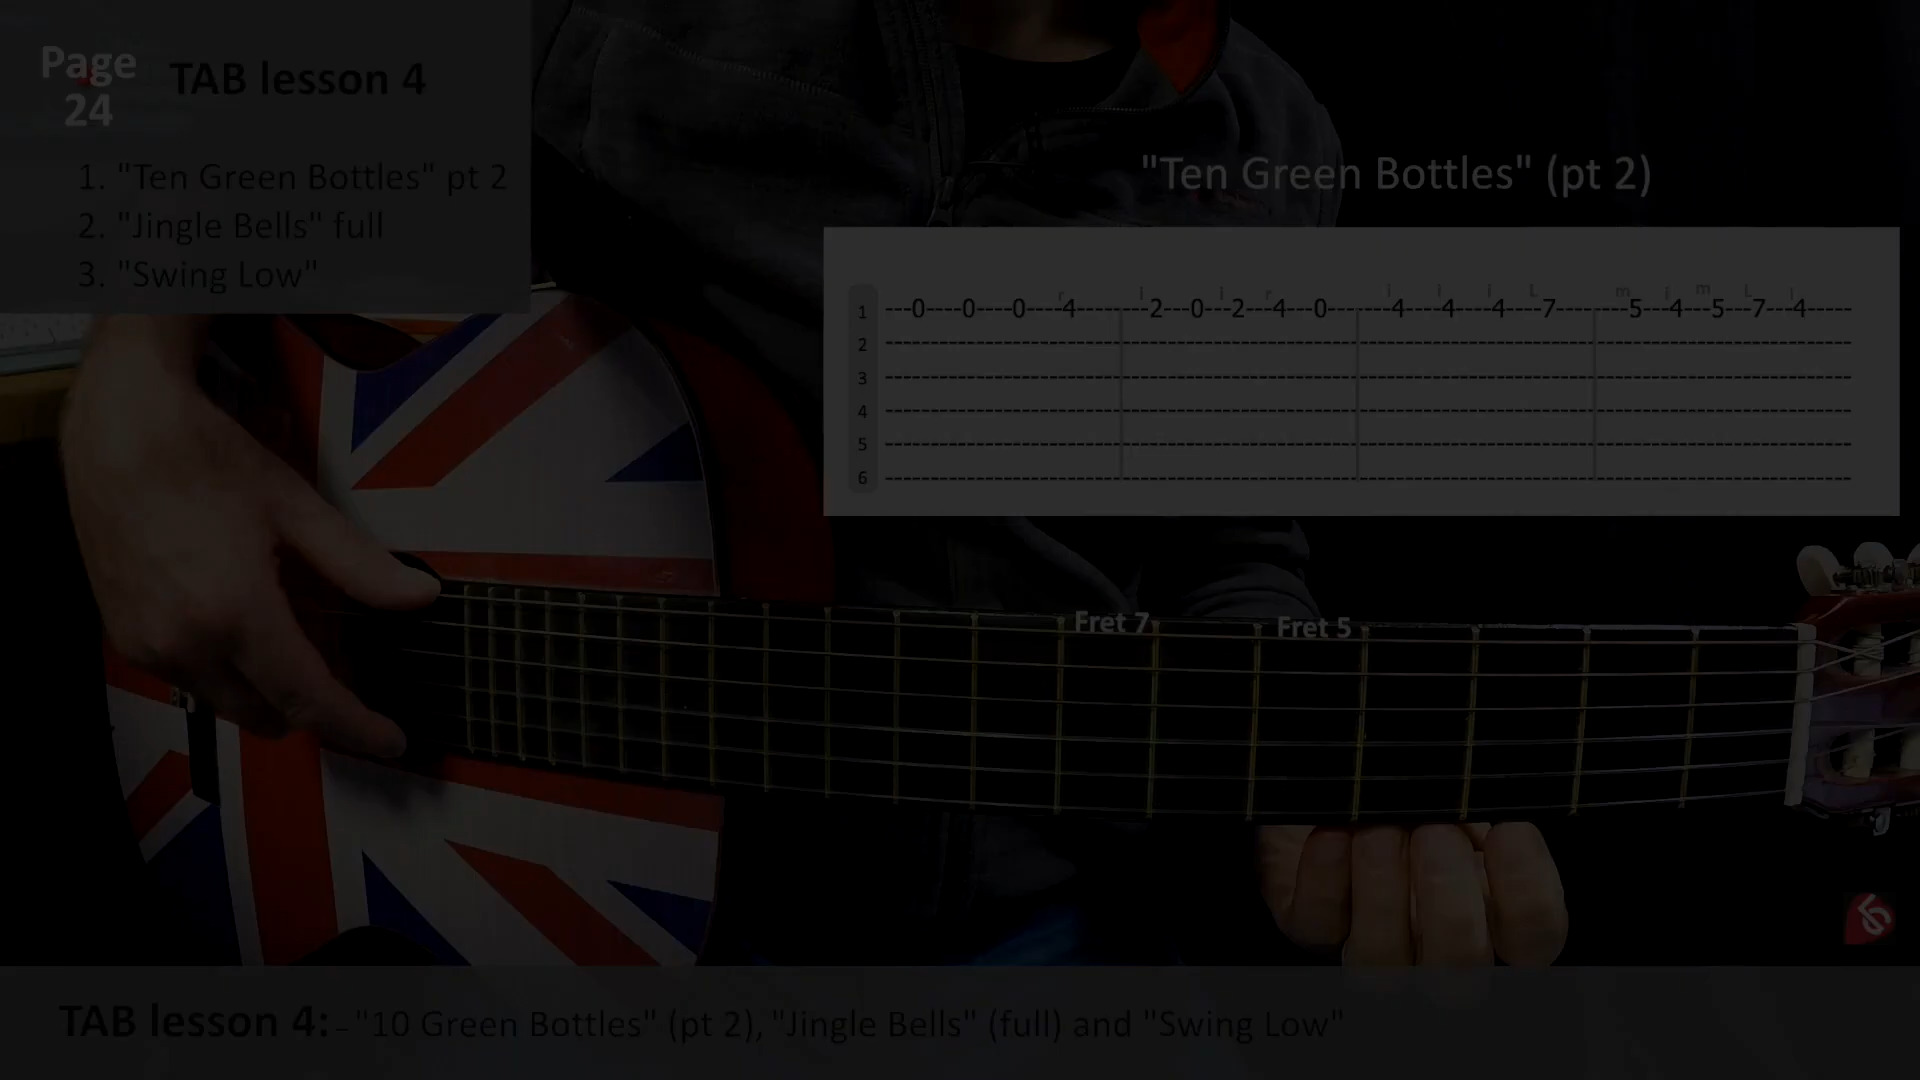 Page
24
TAB lesson 4
1. "Ten Green Bottles" pt 2
2. "Jingle Bells" full
3. "Swing Low"
"Ten Green Bottles" (pt 2)
1 ---0----0----0----4-----|---2---0---2---4---0---|----4----4----4----7----|----5---4---5---7---4-----
2
3
4
5
6
Fret 7
Fret 5
TAB lesson 4: - "10 Green Bottles" (pt 2), "Jingle Bells" (full) and "Swing Low"